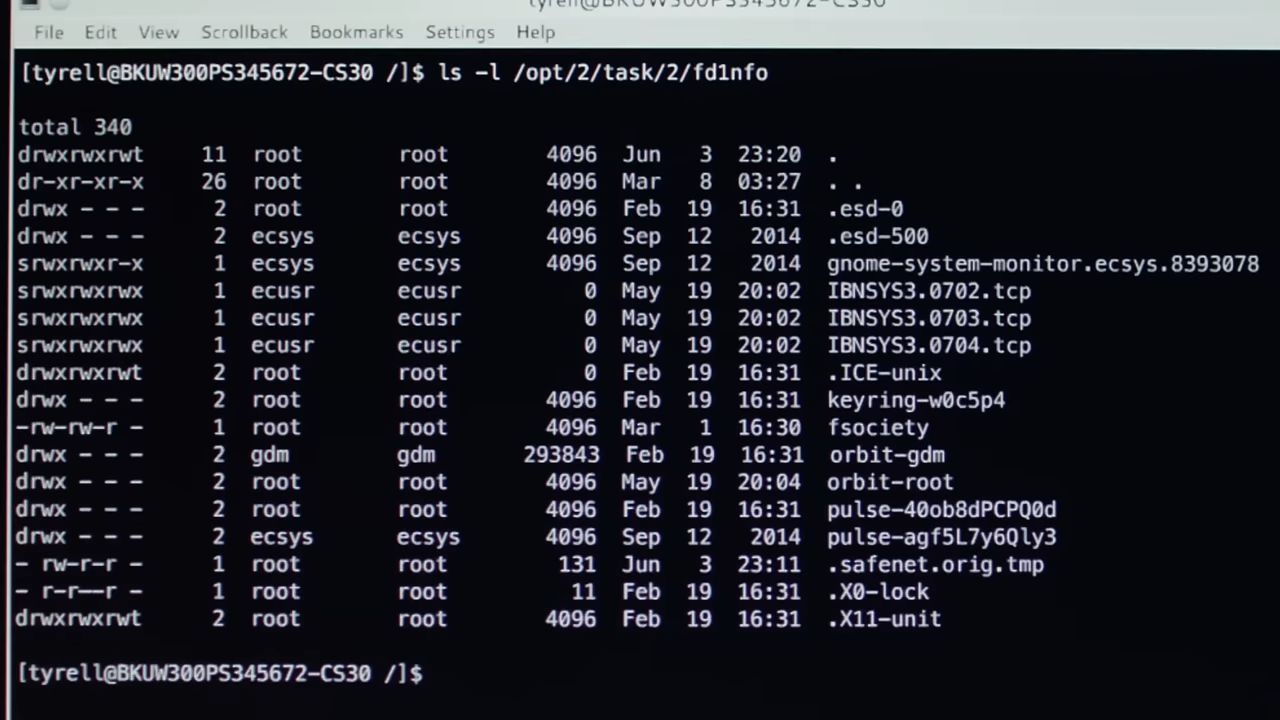 tyrell@BKUW300PS345672-CS30
File Edit View Scrollback Bookmarks Settings Help
[tyrell@BKUW300PS345672-CS30 /]$ ls -l /opt/2/task/2/fd1nfo
total 340
drwxrwxrwt 11 root root 4096 Jun 3 23:20 .
dr-xr-xr-x 26 root root 4096 Mar 8 03:27 . .
drwx - - - 2 root root 4096 Feb 19 16:31 .esd-0
drwx - - - 2 ecsys ecsys 4096 Sep 12 2014 .esd-500
srwxrwxr-x 1 ecsys ecsys 4096 Sep 12 2014 gnome-system-monitor.ecsys.8393078
srwxrwxrwx 1 ecusr ecusr 0 May 19 20:02 IBNSYS3.0702.tcp
srwxrwxrwx 1 ecusr ecusr 0 May 19 20:02 IBNSYS3.0703.tcp
srwxrwxrwx 1 ecusr ecusr 0 May 19 20:02 IBNSYS3.0704.tcp
drwxrwxrwt 2 root root 0 Feb 19 16:31 .ICE-unix
drwx - - - 2 root root 4096 Feb 19 16:31 keyring-w0c5p4
-rw-rw-r - 1 root root 4096 Mar 1 16:30 fsociety
drwx - - - 2 gdm gdm 293843 Feb 19 16:31 orbit-gdm
drwx - - - 2 root root 4096 May 19 20:04 orbit-root
drwx - - - 2 root root 4096 Feb 19 16:31 pulse-40ob8dPCPQ0d
drwx - - - 2 ecsys ecsys 4096 Sep 12 2014 pulse-agf5L7y6Qly3
- rw-r-r - 1 root root 131 Jun 3 23:11 .safenet.orig.tmp
- r-r--r - 1 root root 11 Feb 19 16:31 .X0-lock
drwxrwxrwt 2 root root 4096 Feb 19 16:31 .X11-unit
[tyrell@BKUW300PS345672-CS30 /]$